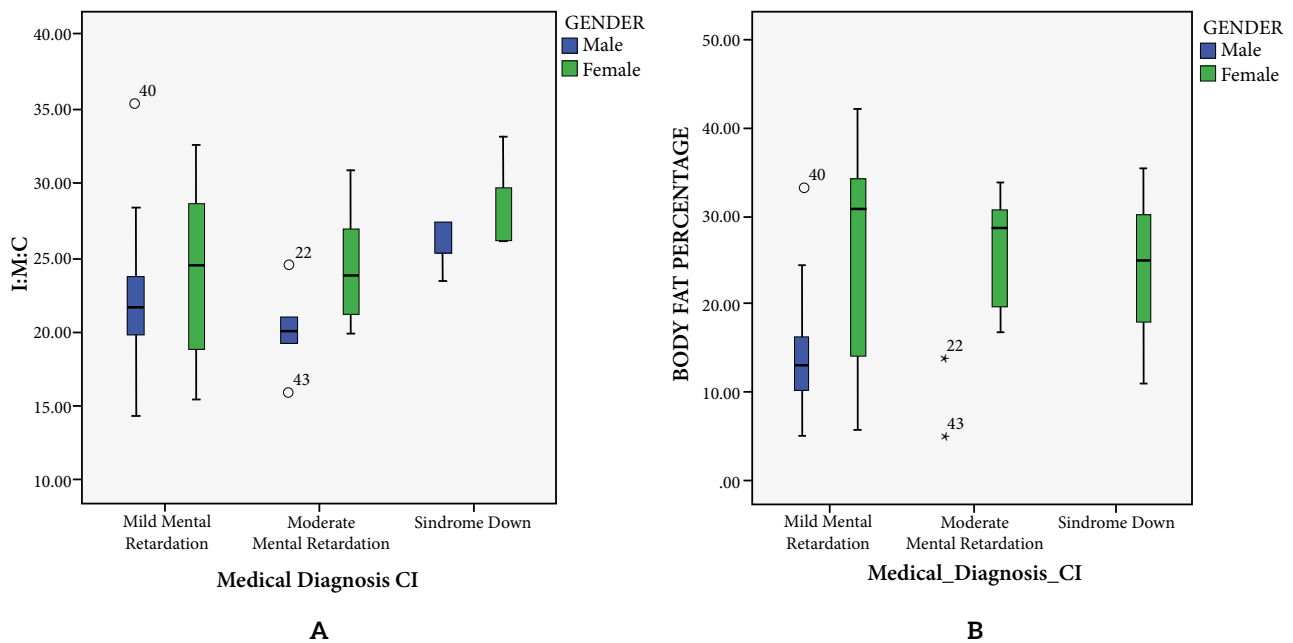 GENDER
Male
Female
40.00
35.00
30.00
25.00
20.00
15.00
10.00
I:M:C
40
22
43
Mild Mental
Retardation
Moderate
Mental Retardation
Sindrome Down
Medical Diagnosis CI
A
GENDER
Male
Female
50.00
40.00
30.00
20.00
10.00
.00
BODY FAT PERCENTAGE
40
22
43
Mild Mental
Retardation
Moderate
Mental Retardation
Sindrome Down
Medical_Diagnosis_CI
B